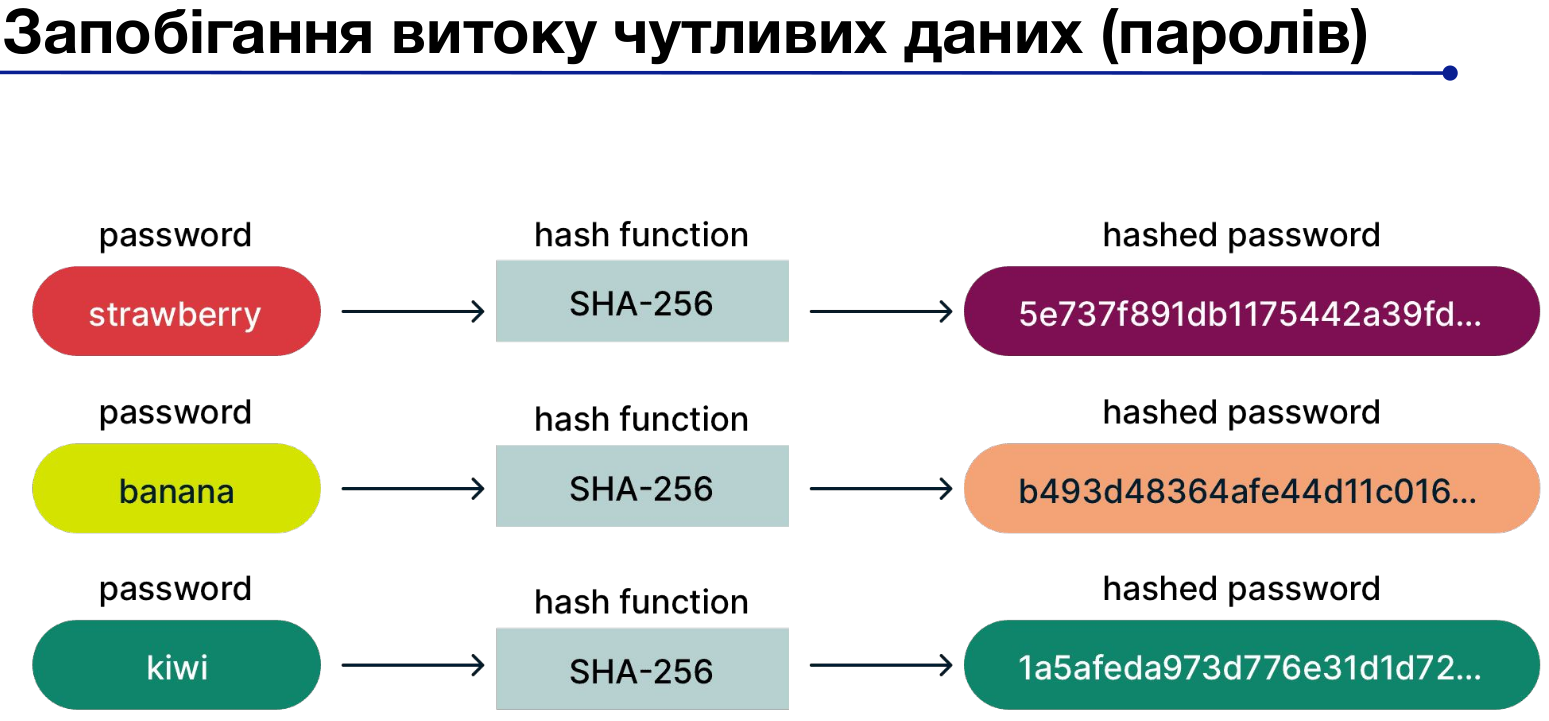 Запобігання витоку чутливих даних (паролів)
password hash function hashed password
strawberry SHA-256 5e737f891db1175442a39fd...
password hash function hashed password
banana SHA-256 b493d48364afe44d11c016...
password hash function hashed password
kiwi SHA-256 1a5afeda973d776e31d1d72...